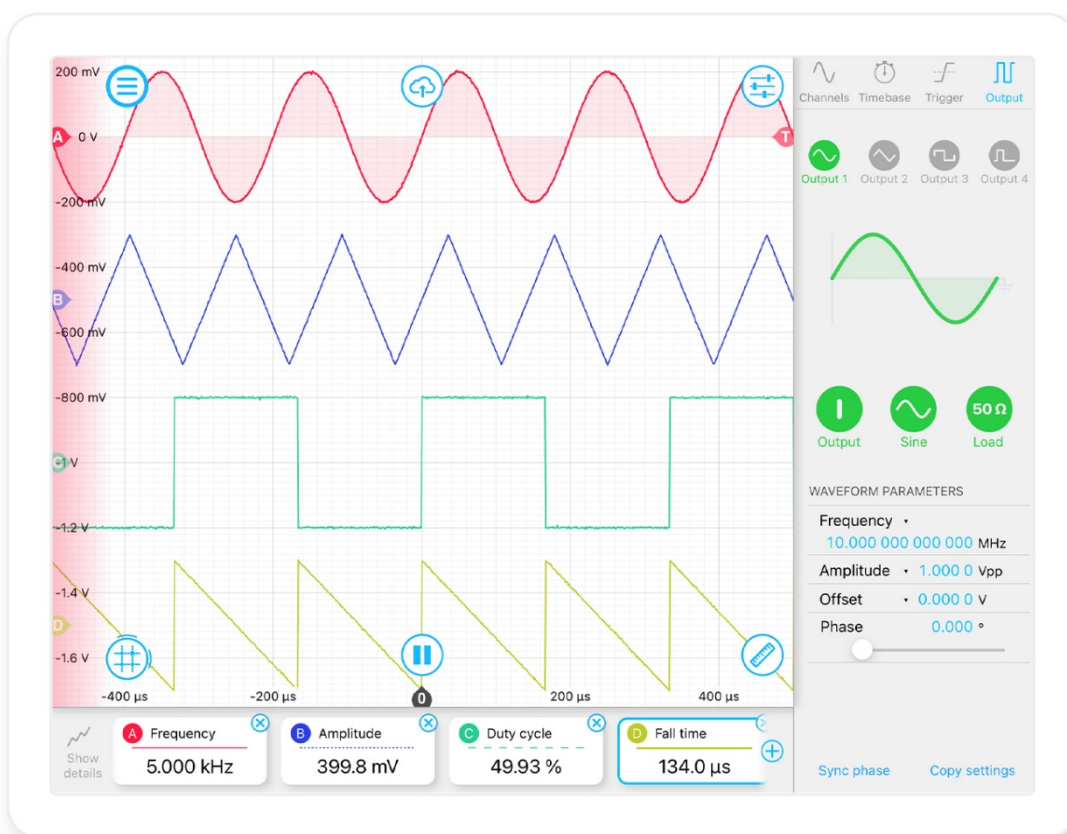 200 mV
A
0 V
T
-200 mV
-400 mV
B
-600 mV
-800 mV
C
-1 V
-1.2 V
-1.4 V
D
-1.6 V
-400 µs
-200 µs
0
200 µs
400 µs
Channels Timebase Trigger Output
Output 1 Output 2 Output 3 Output 4
50 Ω
Output Sine Load
WAVEFORM PARAMETERS
Frequency
10.000 000 000 000 MHz
Amplitude 1.000 0 Vpp
Offset 0.000 0 V
Phase 0.000 °
Sync phase Copy settings
Show
details
A Frequency
5.000 kHz
B Amplitude
399.8 mV
C Duty cycle
49.93 %
D Fall time
134.0 µs